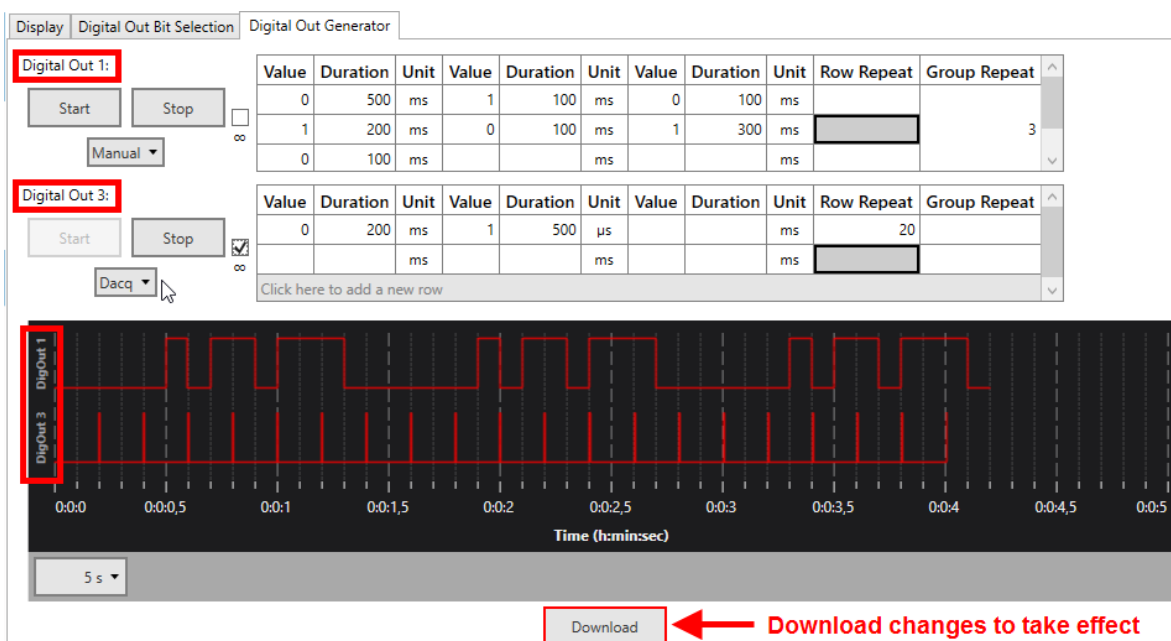 Display Digital Out Bit Selection Digital Out Generator
Digital Out 1:
Start Stop
∞
Manual
Value Duration Unit Value Duration Unit Value Duration Unit Row Repeat Group Repeat
0 500 ms 1 100 ms 0 100 ms
1 200 ms 0 100 ms 1 300 ms 3
0 100 ms ms ms
Digital Out 3:
Start Stop
∞
Dacq
Value Duration Unit Value Duration Unit Value Duration Unit Row Repeat Group Repeat
0 200 ms 1 500 µs ms 20
ms ms ms
Click here to add a new row
DigOut 1
DigOut 3
0:0:0 0:0:0,5 0:0:1 0:0:1,5 0:0:2 0:0:2,5 0:0:3 0:0:3,5 0:0:4 0:0:4,5 0:0:5
Time (h:min:sec)
5 s
Download Download changes to take effect